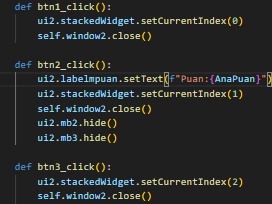 def btn1_click():
ui2.stackedWidget.setCurrentIndex(0)
self.window2.close()
def btn2_click():
ui2.labelmpuan.setText(f"Puan:{AnaPuan}")
ui2.stackedWidget.setCurrentIndex(1)
self.window2.close()
ui2.mb2.hide()
ui2.mb3.hide()
def btn3_click():
ui2.stackedWidget.setCurrentIndex(2)
self.window2.close()